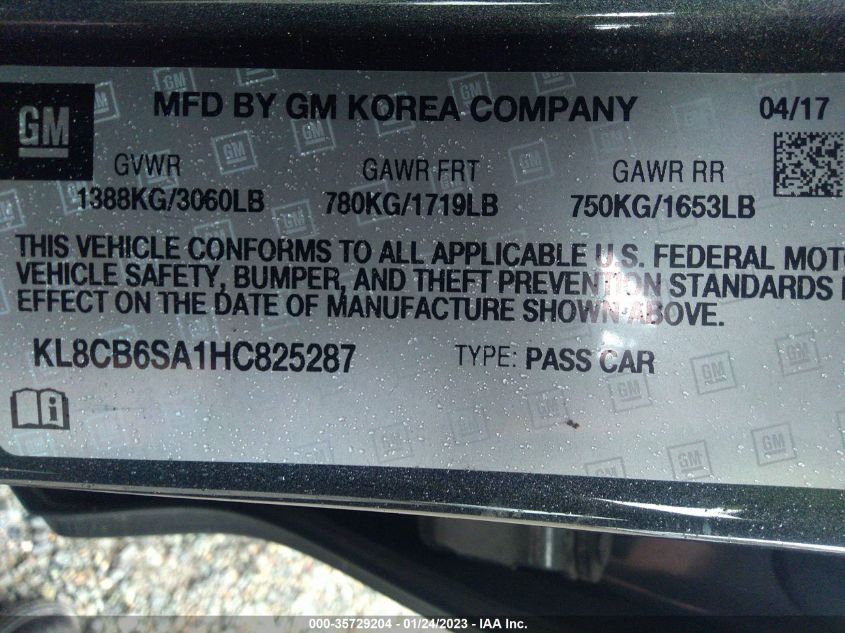 GM
MFD BY GM KOREA COMPANY 04/17
GVWR GAWR FRT GAWR RR
1388KG/3060LB 780KG/1719LB 750KG/1653LB
THIS VEHICLE CONFORMS TO ALL APPLICABLE U.S. FEDERAL
VEHICLE SAFETY, BUMPER, AND THEFT PREVENTION STANDARDS
EFFECT ON THE DATE OF MANUFACTURE SHOWN ABOVE.
KL8CB6SA1HC825287 TYPE: PASS CAR
000-35729204 - 01/24/2023 - IAA Inc.